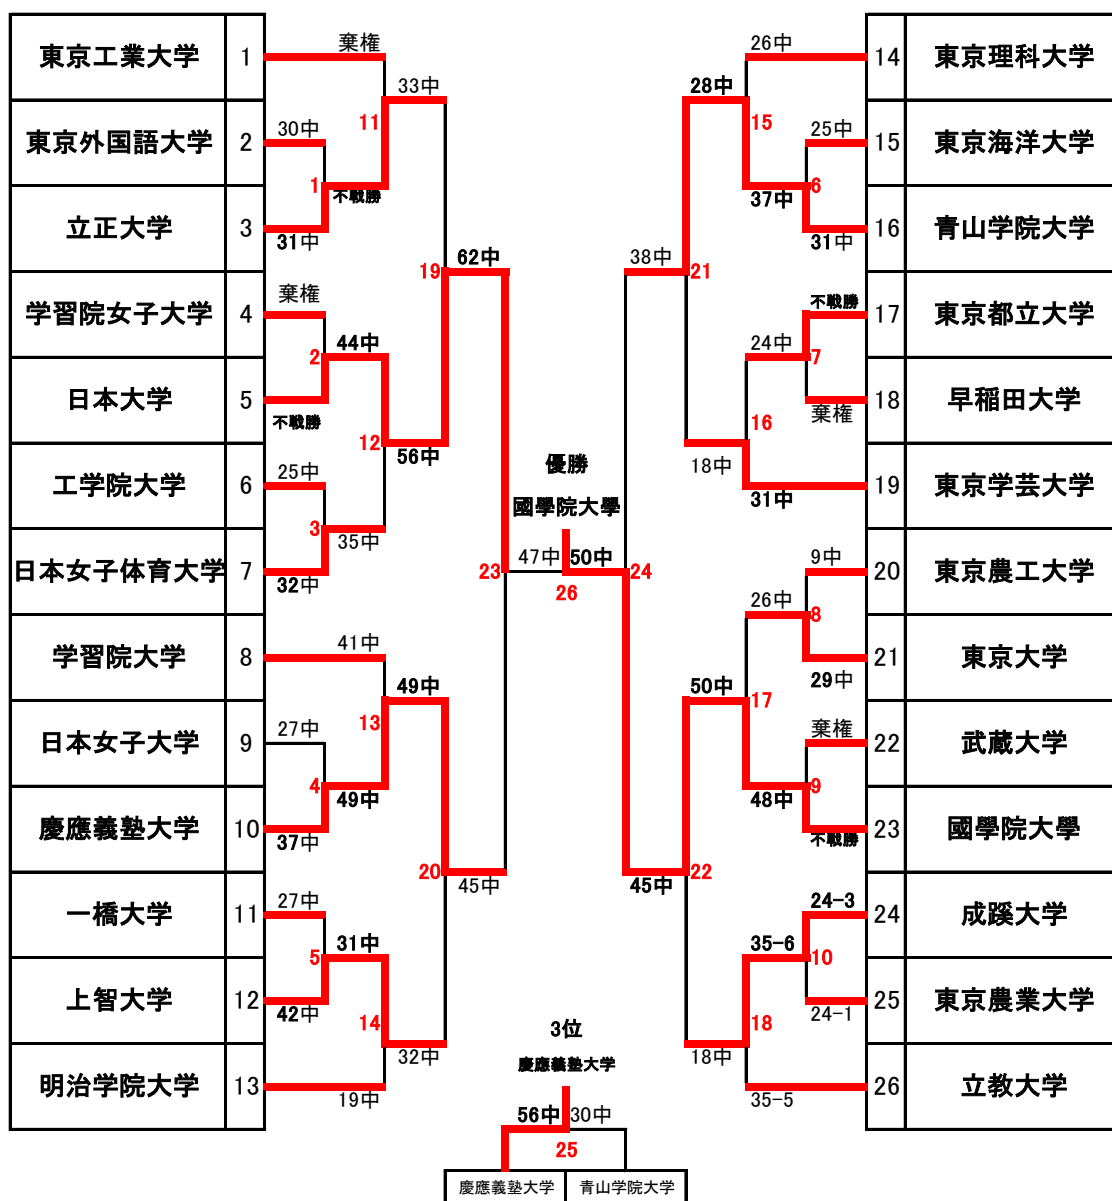 東京工業大学 1 棄権 26中 14 東京理科大学
33中 28中
東京外国語大学 2 30中 11 15 25中 15 東京海洋大学
1 不戦勝 37中 6
立正大学 3 31中 31中 16 青山学院大学
19 62中 38中 21
学習院女子大学 4 棄権 不戦勝 17 東京都立大学
2 44中 24中 7
日本大学 5 不戦勝 棄権 18 早稲田大学
12 56中 18中 16
工学院大学 6 25中 優勝 31中 19 東京学芸大学
國學院大學
3 35中
日本女子体育大学 7 32中 23 47中 26 50中 24 9中 20 東京農工大学
26中 8
学習院大学 8 41中 29中 21 東京大学
49中 50中
日本女子大学 9 27中 13 17 棄権 22 武蔵大学
4 49中 48中 9
慶應義塾大学 10 37中 不戦勝 23 國學院大學
20 45中 45中 22
一橋大学 11 27中 24-3 24 成蹊大学
5 31中 35-6 10
上智大学 12 42中 14 18 24-1 25 東京農業大学
32中 3位 18中
慶應義塾大学
明治学院大学 13 19中 35-5 26 立教大学
56中 30中
25
慶應義塾大学 青山学院大学